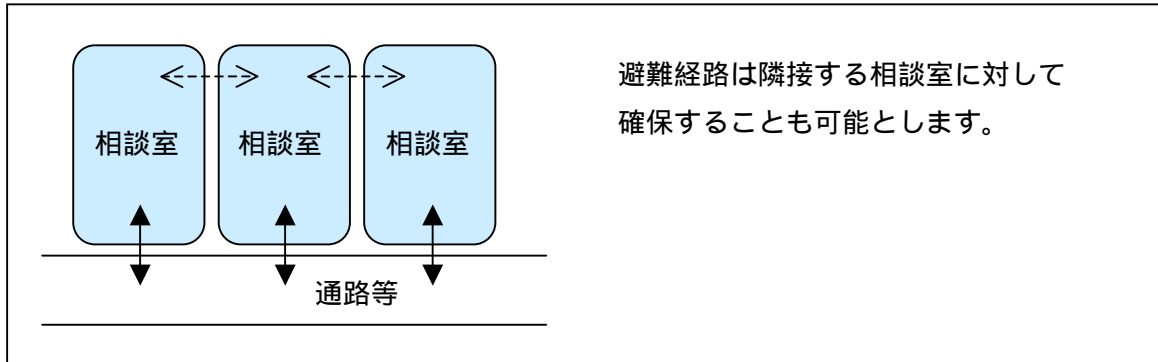 避難経路は隣接する相談室に対して
確保することも可能とします。
相談室 相談室 相談室
通路等